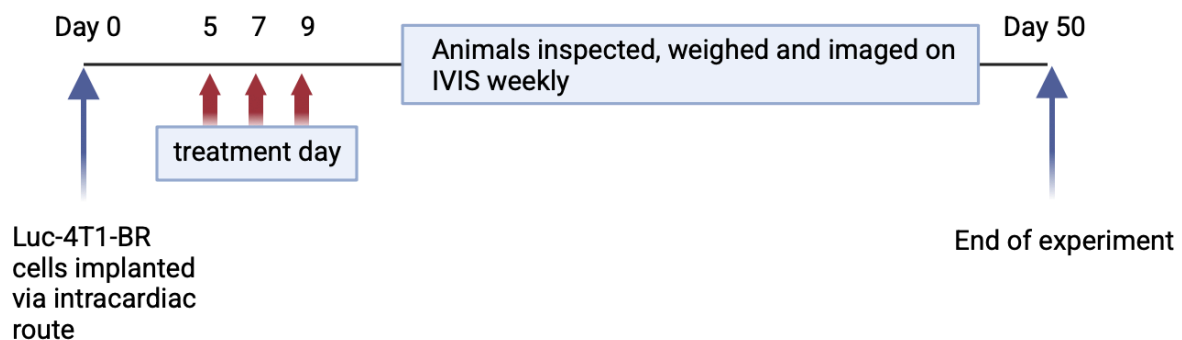 Day 0
5
7
9
Day 50
Animals inspected, weighed and imaged on
IVIS weekly
treatment day
Luc-4T1-BR
cells implanted
via intracardiac
route
End of experiment